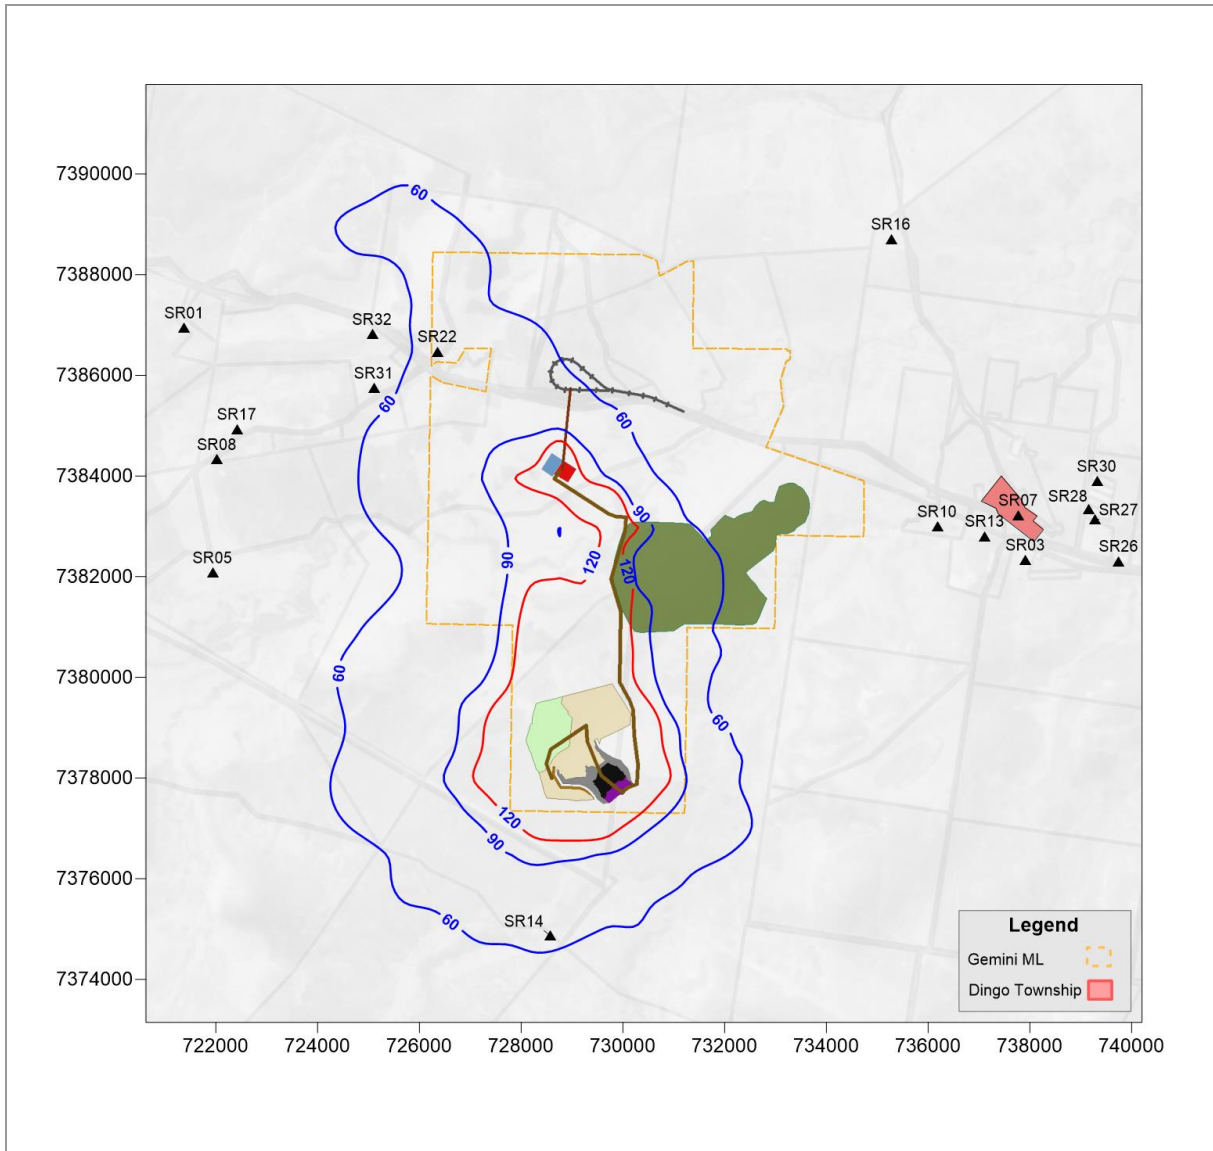 7390000
7388000
7386000
7384000
7382000
7380000
7378000
7376000
7374000
722000
724000
726000
728000
730000
732000
734000
736000
738000
740000
60
SR16
SR01
SR32
SR22
SR31
60
SR17
60
SR08
SR30
SR28
SR07
SR27
90
SR10
SR13
SR03
SR26
90
120
120
SR05
60
60
120
90
60
SR14
Legend
Gemini ML
Dingo Township